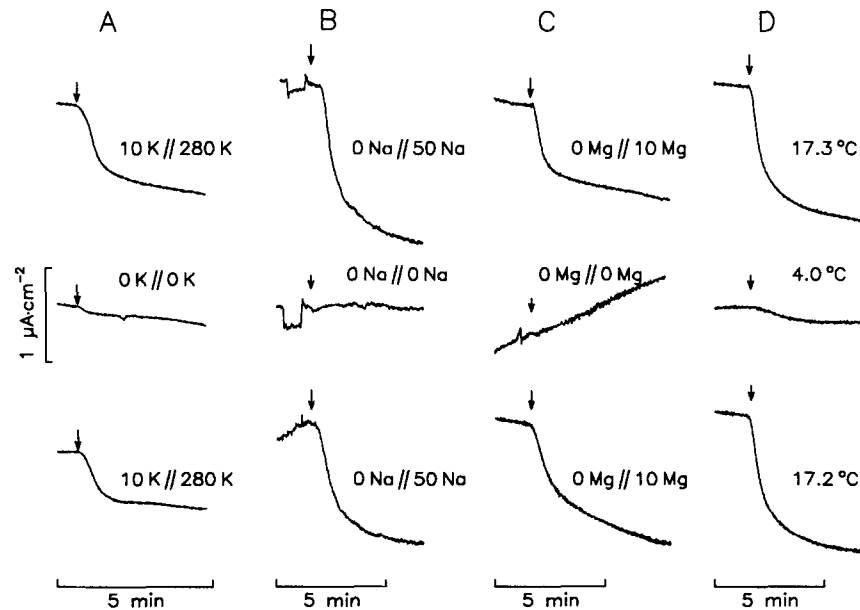 A B C D
10 K // 280 K
0 Na // 50 Na
0 Mg // 10 Mg
17.3 °C
0 K // 0 K
0 Na // 0 Na
0 Mg // 0 Mg
4.0 °C
1 μA·cm⁻²
10 K // 280 K
0 Na // 50 Na
0 Mg // 10 Mg
17.2 °C
5 min
5 min
5 min
5 min